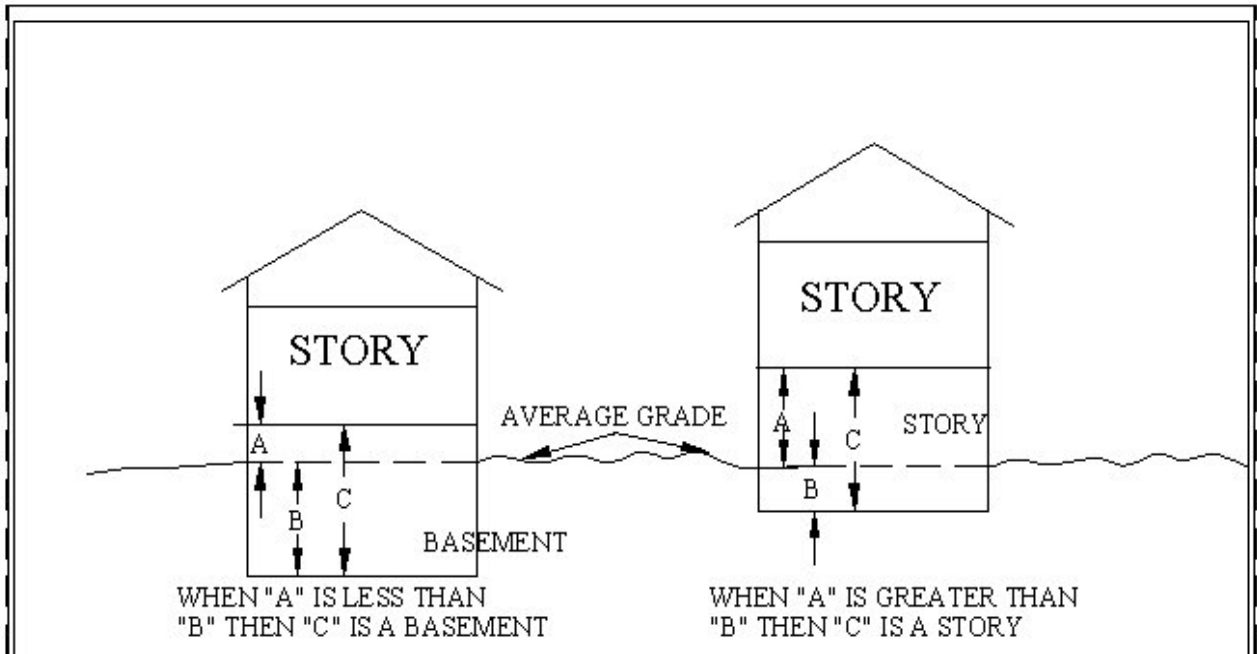 STORY
STORY
AVERAGE GRADE
A
B
C
BASEMENT
A
B
C
STORY
WHEN "A" IS LESS THAN
"B" THEN "C" IS A BASEMENT
WHEN "A" IS GREATER THAN
"B" THEN "C" IS A STORY